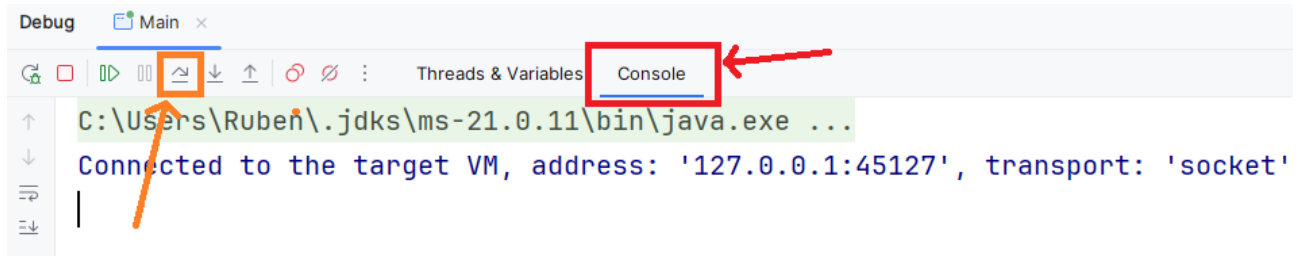 Debug Main ×
Threads & Variables Console
C:\Users\Ruben\.jdks\ms-21.0.11\bin\java.exe ...
Connected to the target VM, address: '127.0.0.1:45127', transport: 'socket'